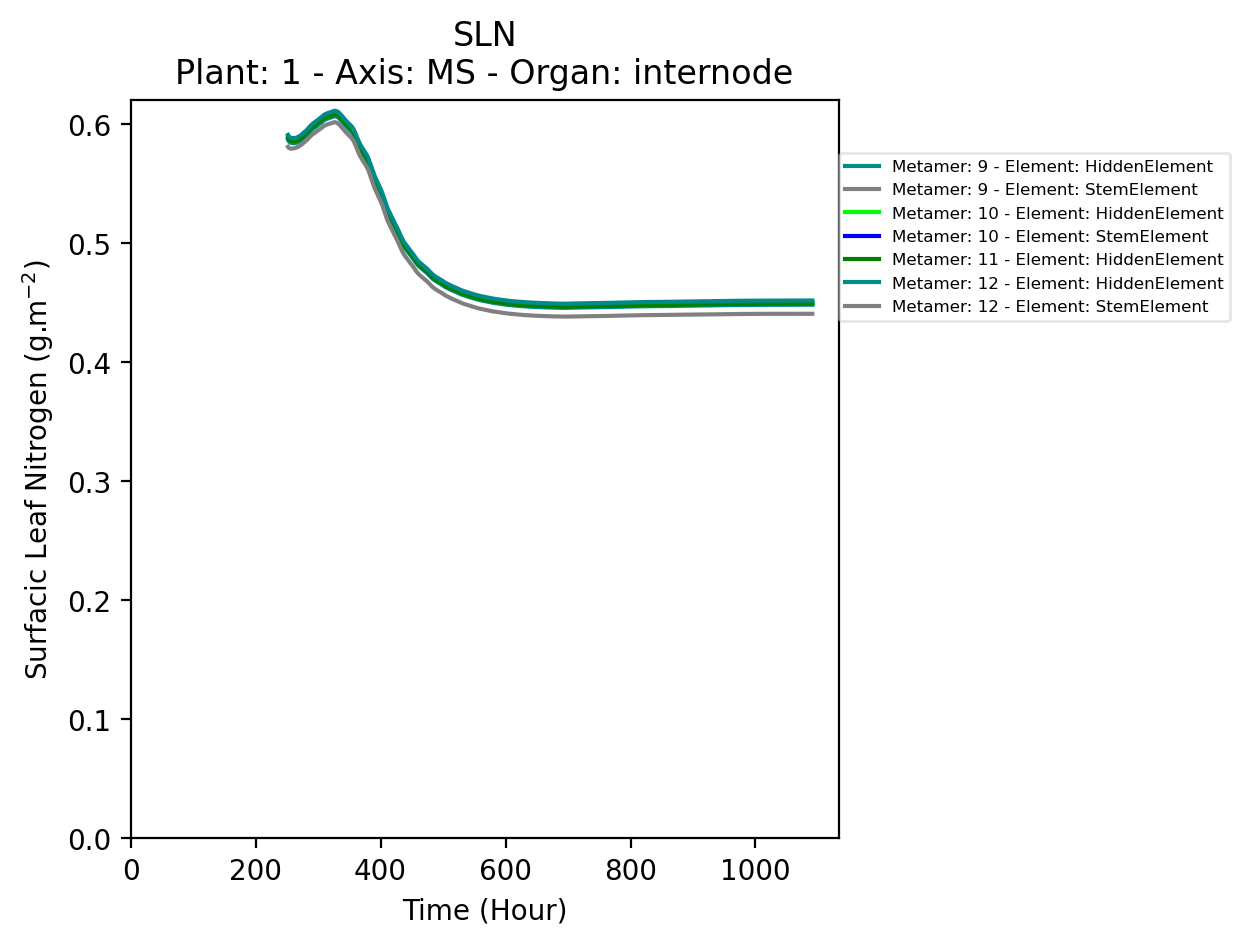 SLN
Plant: 1 - Axis: MS - Organ: internode
0.6
0.5
0.4
0.3
0.2
0.1
0.0
Surfacic Leaf Nitrogen (g.m⁻²)
0 200 400 600 800 1000
Time (Hour)
Metamer: 9 - Element: HiddenElement
Metamer: 9 - Element: StemElement
Metamer: 10 - Element: HiddenElement
Metamer: 10 - Element: StemElement
Metamer: 11 - Element: HiddenElement
Metamer: 12 - Element: HiddenElement
Metamer: 12 - Element: StemElement